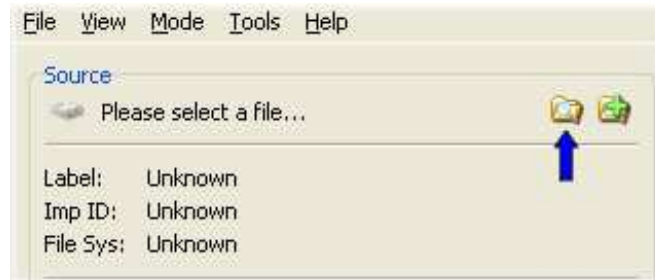 File View Mode Tools Help
Source
Please select a file...
Label: Unknown
Imp ID: Unknown
File Sys: Unknown